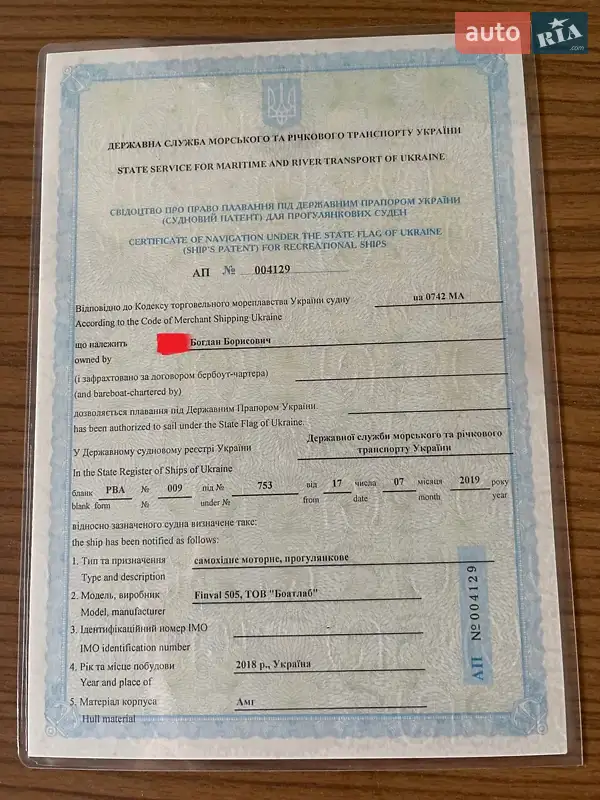 auto RIA .com
ДЕРЖАВНА СЛУЖБА МОРСЬКОГО ТА РІЧКОВОГО ТРАНСПОРТУ УКРАЇНИ
STATE SERVICE FOR MARITIME AND RIVER TRANSPORT OF UKRAINE
СВІДОЦТВО ПРО ПРАВО ПЛАВАННЯ ПІД ДЕРЖАВНИМ ПРАПОРОМ УКРАЇНИ
(СУДНОВИЙ ПАТЕНТ) ДЛЯ ПРОГУЛЯНКОВИХ СУДЕН
CERTIFICATE OF NAVIGATION UNDER THE STATE FLAG OF UKRAINE
(SHIP'S PATENT) FOR RECREATIONAL SHIPS
АП № 004129
Відповідно до Кодексу торговельного мореплавства України судну ua 0742 MA
According to the Code of Merchant Shipping Ukraine
що належить Богдан Борисович
owned by
(і зафрахтовано за договором бербоут-чартера)
(and bareboat-chartered by)
дозволяється плавання під Державним Прапором України.
has been authorized to sail under the State Flag of Ukraine.
У Державному судновому реєстрі України Державної служби морського та річкового
транспорту України
In the State Register of Ships of Ukraine
бланк РВА № 009 під № 753 від 17 числа 07 місяця 2019 року
blank form № under № from date month year
відносно зазначеного судна визначене таке:
the ship has been notified as follows:
1. Тип та призначення самохідне моторне, прогулянкове
Type and description
2. Модель, виробник Finval 505, ТОВ "Боатлаб"
Model, manufacturer
3. Ідентифікаційний номер ІМО -
IMO identification number
4. Рік та місце побудови 2018 р., Україна
Year and place of
5. Матеріал корпуса Амг
Hull material
АП №004129